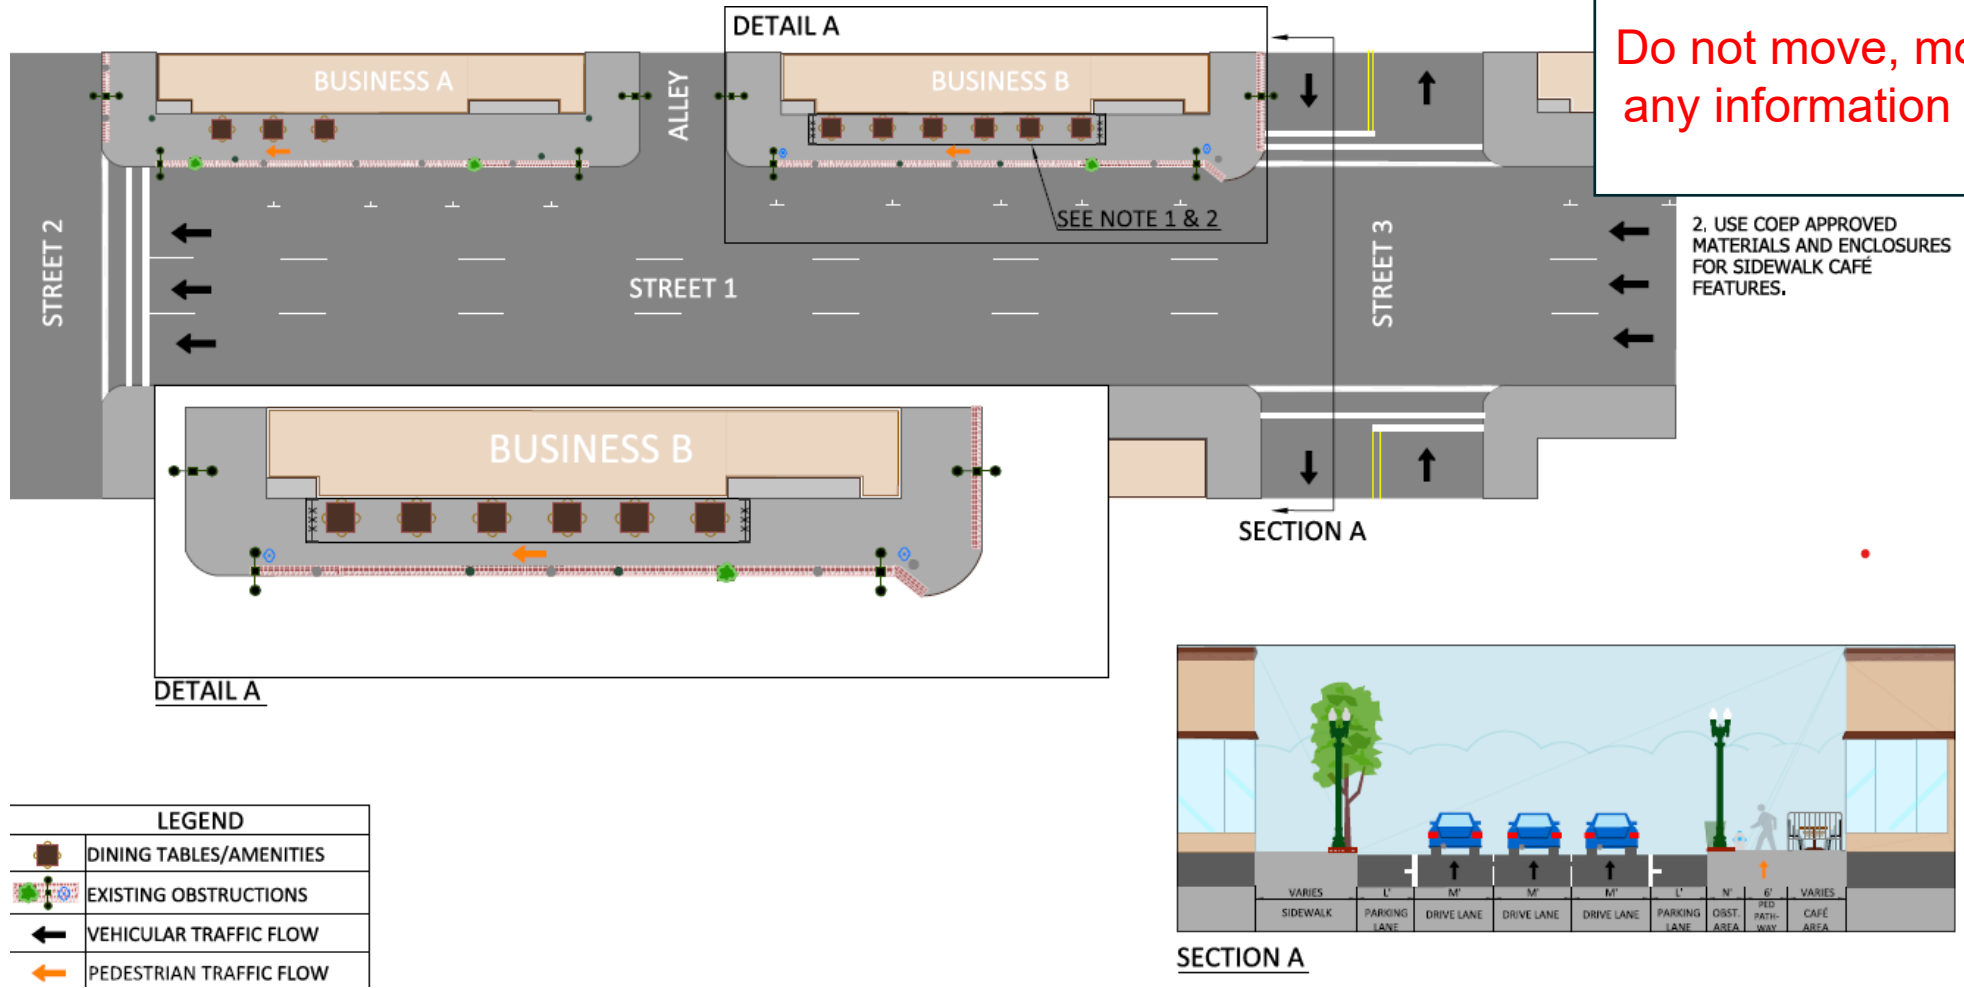 DETAIL A
Do not move, mo
any information
BUSINESS A
ALLEY
BUSINESS B
SEE NOTE 1 & 2
STREET 2
STREET 1
STREET 3
2. USE COEP APPROVED
MATERIALS AND ENCLOSURES
FOR SIDEWALK CAFÉ
FEATURES.
BUSINESS B
SECTION A
DETAIL A
LEGEND
DINING TABLES/AMENITIES
EXISTING OBSTRUCTIONS
VEHICULAR TRAFFIC FLOW
PEDESTRIAN TRAFFIC FLOW
VARIES L' M' M' M' L' N' 6' VARIES
SIDEWALK PARKING LANE DRIVE LANE DRIVE LANE DRIVE LANE PARKING LANE OBST. AREA PED PATH-WAY CAFÉ AREA
SECTION A